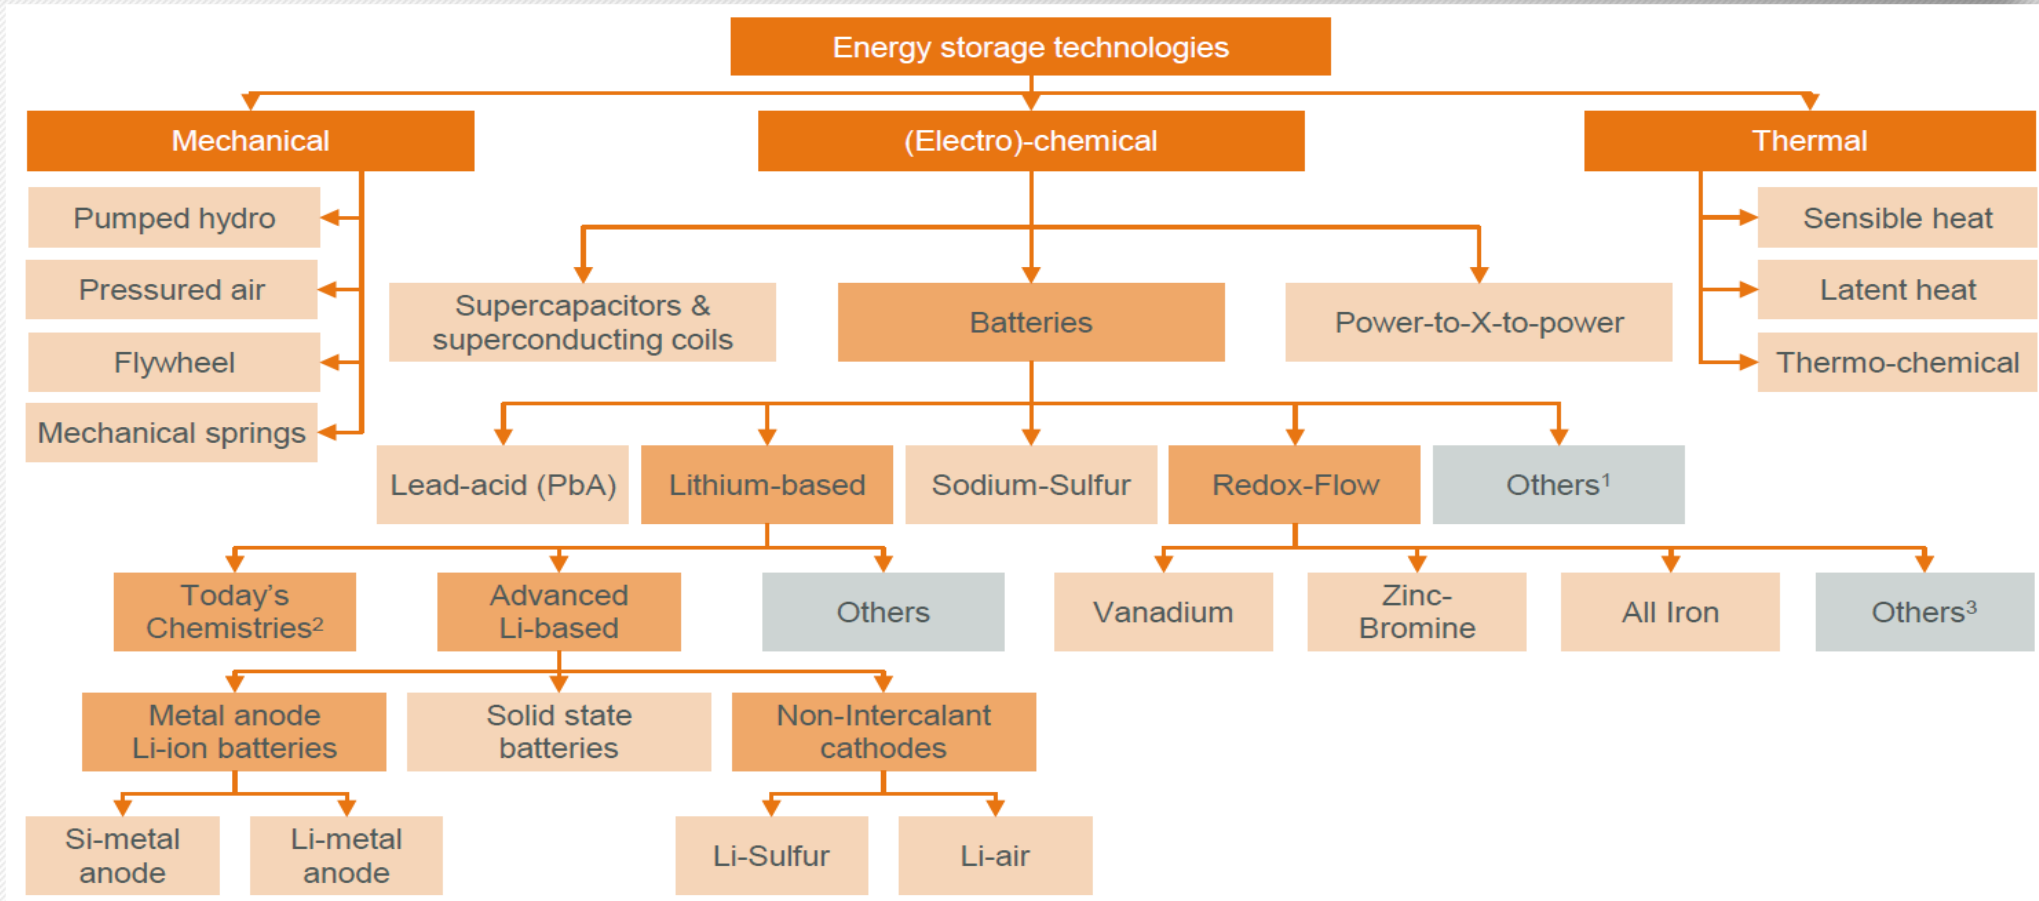 Energy storage technologies
Mechanical
(Electro)-chemical
Thermal
Pumped hydro
Pressured air
Flywheel
Mechanical springs
Sensible heat
Latent heat
Thermo-chemical
Supercapacitors &
superconducting coils
Batteries
Power-to-X-to-power
Lead-acid (PbA)
Lithium-based
Sodium-Sulfur
Redox-Flow
Others¹
Today’s
Chemistries²
Advanced
Li-based
Others
Vanadium
Zinc-
Bromine
All Iron
Others³
Metal anode
Li-ion batteries
Solid state
batteries
Non-Intercalant
cathodes
Si-metal
anode
Li-metal
anode
Li-Sulfur
Li-air